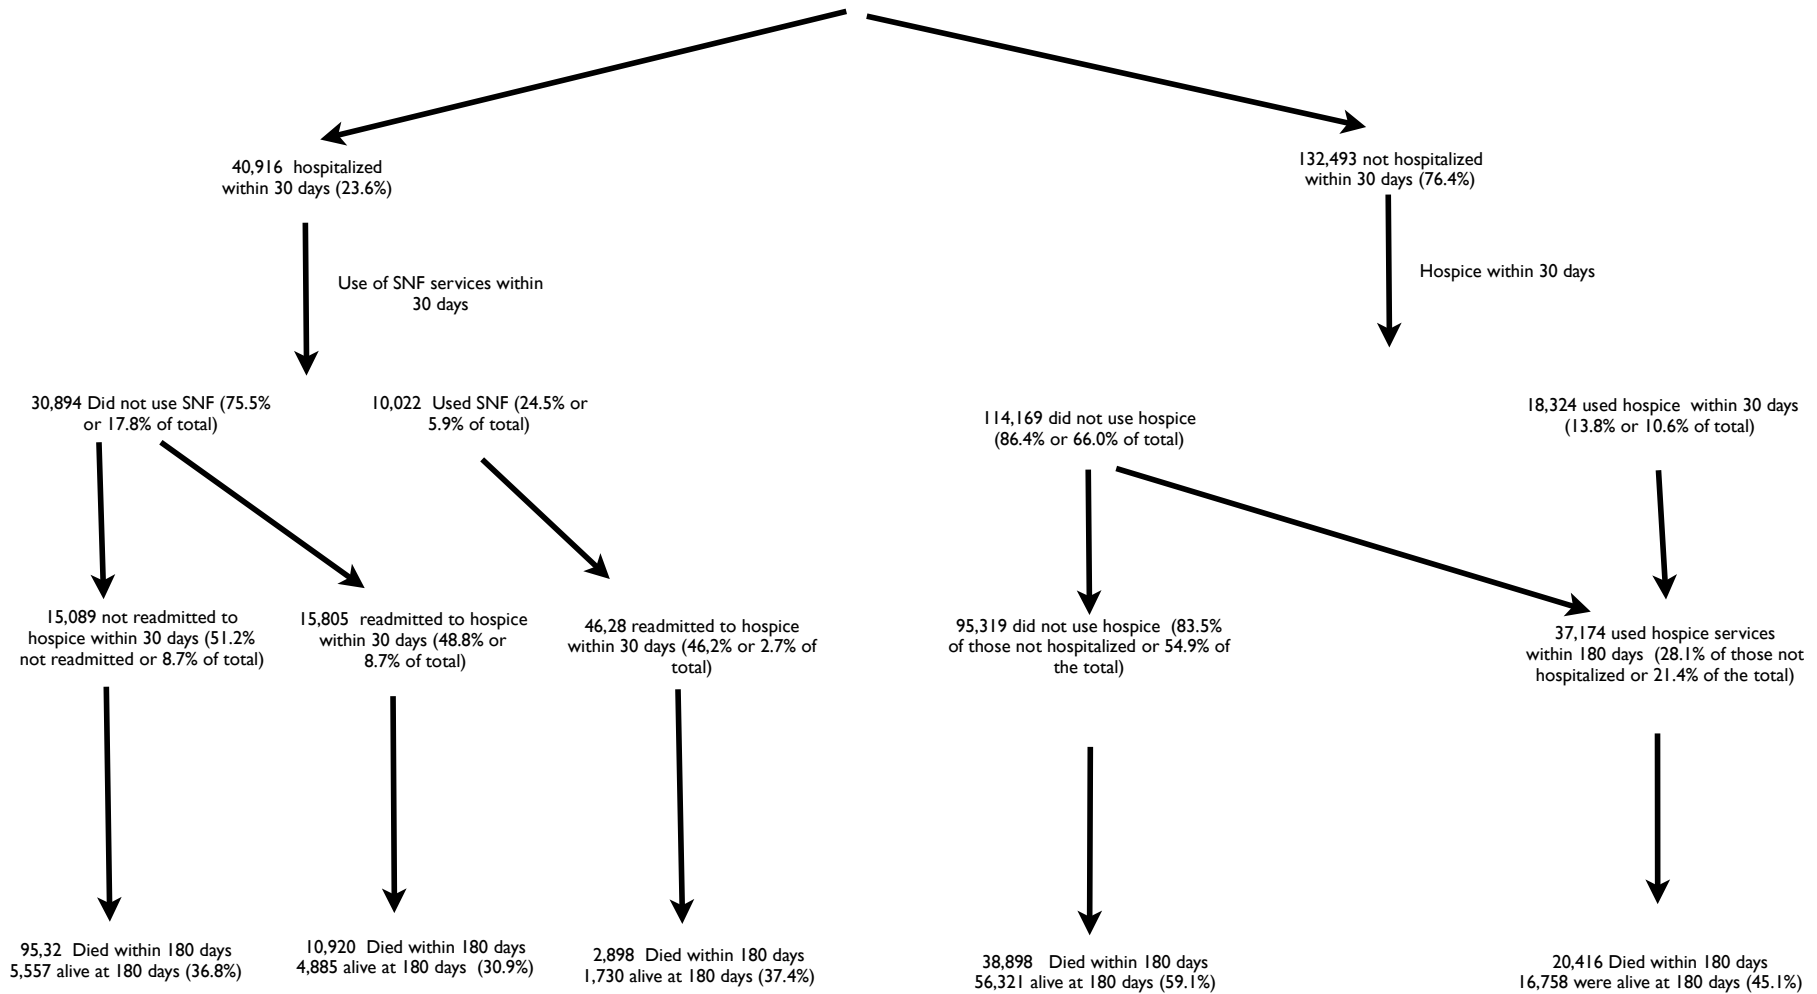 40,916 hospitalized
within 30 days (23.6%)
132,493 not hospitalized
within 30 days (76.4%)
Use of SNF services within
30 days
Hospice within 30 days
30,894 Did not use SNF (75.5%
or 17.8% of total)
10,022 Used SNF (24.5% or
5.9% of total)
114,169 did not use hospice
(86.4% or 66.0% of total)
18,324 used hospice within 30 days
(13.8% or 10.6% of total)
15,089 not readmitted to
hospice within 30 days (51.2%
not readmitted or 8.7% of total)
15,805 readmitted to hospice
within 30 days (48.8% or
8.7% of total)
46,28 readmitted to hospice
within 30 days (46,2% or 2.7% of
total)
95,319 did not use hospice (83.5%
of those not hospitalized or 54.9% of
the total)
37,174 used hospice services
within 180 days (28.1% of those not
hospitalized or 21.4% of the total)
95,32 Died within 180 days
5,557 alive at 180 days (36.8%)
10,920 Died within 180 days
4,885 alive at 180 days (30.9%)
2,898 Died within 180 days
1,730 alive at 180 days (37.4%)
38,898 Died within 180 days
56,321 alive at 180 days (59.1%)
20,416 Died within 180 days
16,758 were alive at 180 days (45.1%)